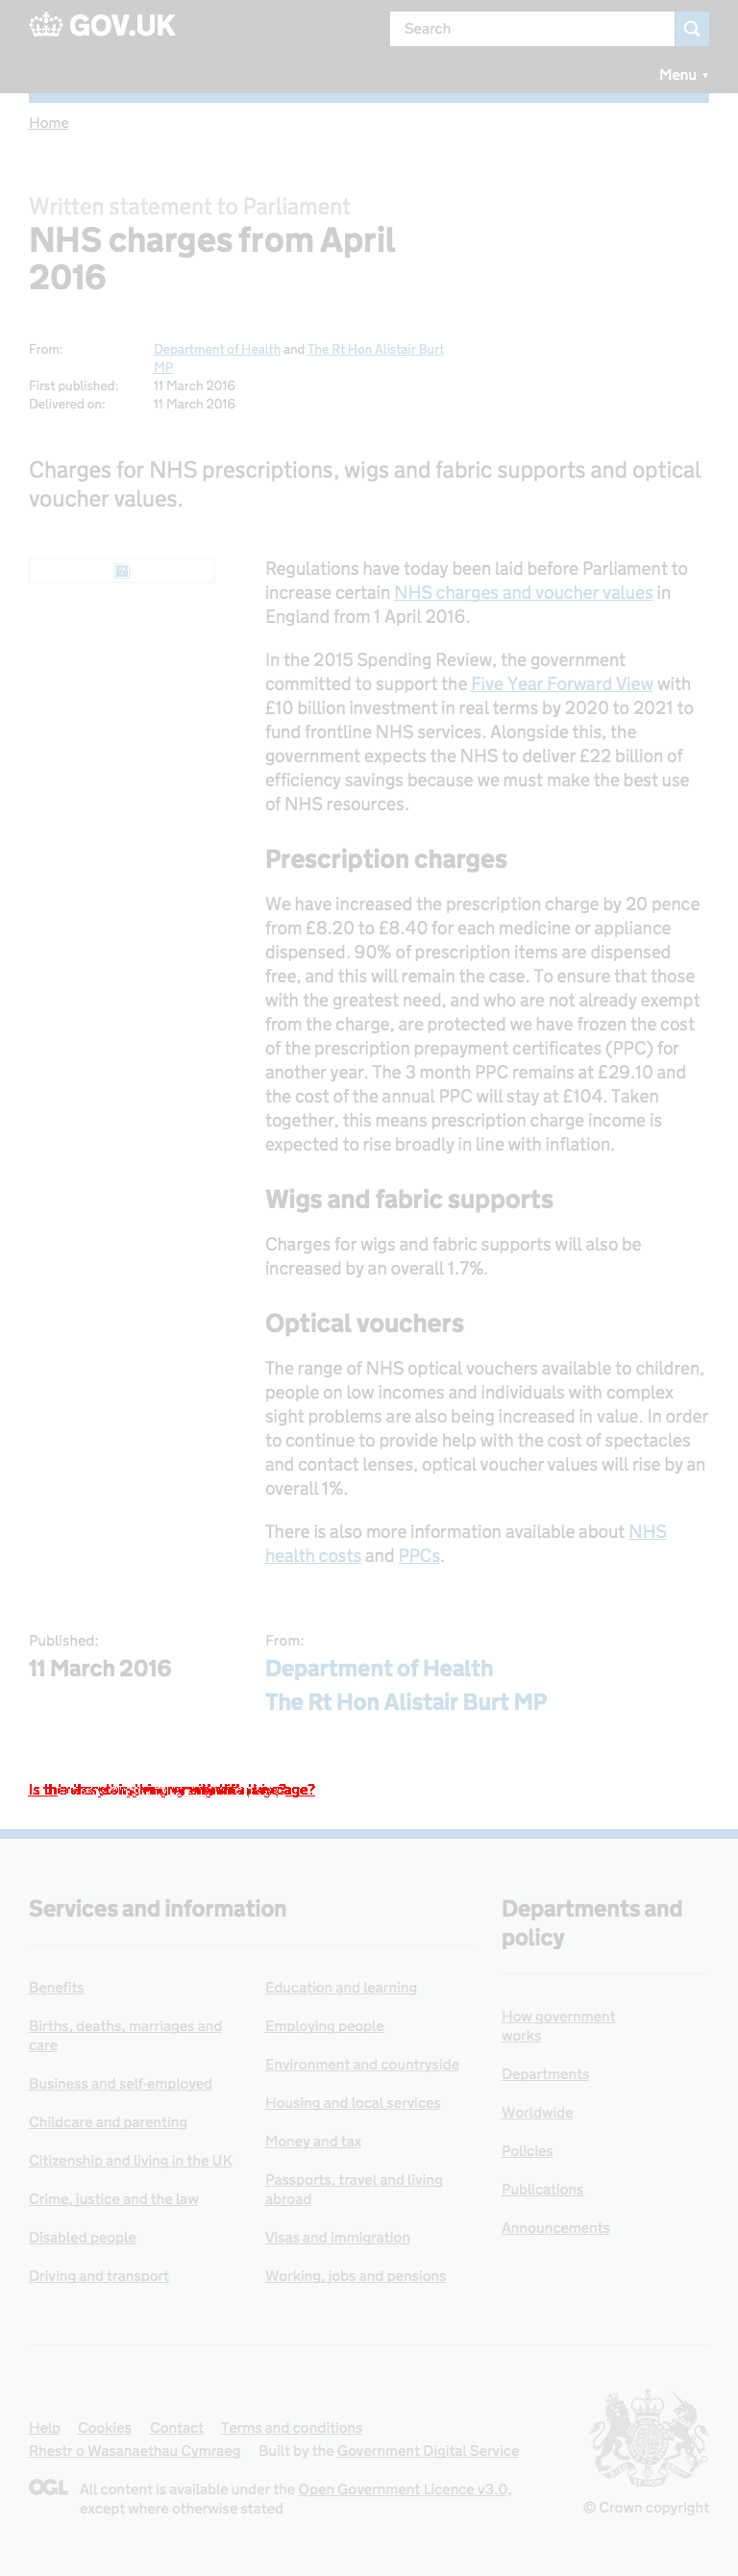 GOV.UK
Search
Menu ▼
Home
Written statement to Parliament
NHS charges from April
2016
From: Department of Health and The Rt Hon Alistair Burt
MP
First published: 11 March 2016
Delivered on: 11 March 2016
Charges for NHS prescriptions, wigs and fabric supports and optical
voucher values.
?
Regulations have today been laid before Parliament to
increase certain NHS charges and voucher values in
England from 1 April 2016.
In the 2015 Spending Review, the government
committed to support the Five Year Forward View with
£10 billion investment in real terms by 2020 to 2021 to
fund frontline NHS services. Alongside this, the
government expects the NHS to deliver £22 billion of
efficiency savings because we must make the best use
of NHS resources.
Prescription charges
We have increased the prescription charge by 20 pence
from £8.20 to £8.40 for each medicine or appliance
dispensed. 90% of prescription items are dispensed
free, and this will remain the case. To ensure that those
with the greatest need, and who are not already exempt
from the charge, are protected we have frozen the cost
of the prescription prepayment certificates (PPC) for
another year. The 3 month PPC remains at £29.10 and
the cost of the annual PPC will stay at £104. Taken
together, this means prescription charge income is
expected to rise broadly in line with inflation.
Wigs and fabric supports
Charges for wigs and fabric supports will also be
increased by an overall 1.7%.
Optical vouchers
The range of NHS optical vouchers available to children,
people on low incomes and individuals with complex
sight problems are also being increased in value. In order
to continue to provide help with the cost of spectacles
and contact lenses, optical voucher values will rise by an
overall 1%.
There is also more information available about NHS
health costs and PPCs.
Published:
11 March 2016
From:
Department of Health
The Rt Hon Alistair Burt MP
Services and information
Benefits
Births, deaths, marriages and
care
Business and self-employed
Childcare and parenting
Citizenship and living in the UK
Crime, justice and the law
Disabled people
Driving and transport
Education and learning
Employing people
Environment and countryside
Housing and local services
Money and tax
Passports, travel and living
abroad
Visas and immigration
Working, jobs and pensions
Departments and
policy
How government
works
Departments
Worldwide
Policies
Publications
Announcements
Help Cookies Contact Terms and conditions
Rhestr o Wasanaethau Cymraeg Built by the Government Digital Service
OGL All content is available under the Open Government Licence v3.0,
except where otherwise stated
© Crown copyright